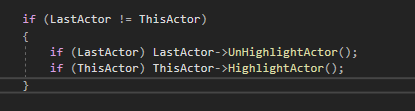 if (LastActor != ThisActor)
{
if (LastActor) LastActor->UnHighlightActor();
if (ThisActor) ThisActor->HighlightActor();
}